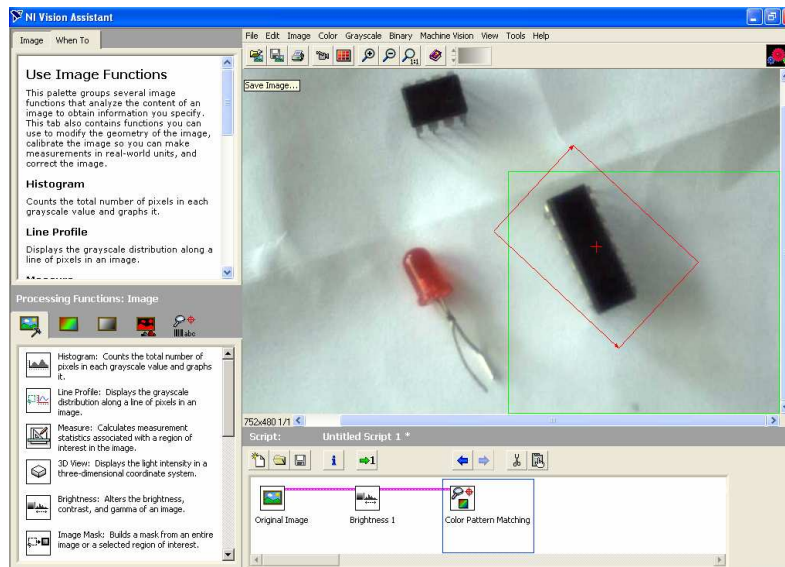 NI Vision Assistant
Image When To
File Edit Image Color Grayscale Binary Machine Vision View Tools Help
1:1
Save Image...
Use Image Functions
This palette groups several image
functions that analyze the content of an
image to obtain information you specify.
This tab also contains functions you can
use to modify the geometry of the image,
calibrate the image so you can make
measurements in real-world units, and
correct the image.
Histogram
Counts the total number of pixels in each
grayscale value and graphs it.
Line Profile
Displays the grayscale distribution along a
line of pixels in an image.
Processing Functions: Image
abc
Histogram: Counts the total number of
pixels in each grayscale value and graphs
it.
Line Profile: Displays the grayscale
distribution along a line of pixels in an
image.
Measure: Calculates measurement
statistics associated with a region of
interest in the image.
3D View: Displays the light intensity in a
three-dimensional coordinate system.
Brightness: Alters the brightness,
contrast, and gamma of an image.
Image Mask: Builds a mask from an entire
image or a selected region of interest.
752x480 1/1
Script: Untitled Script 1 *
1
Original Image Brightness 1 Color Pattern Matching